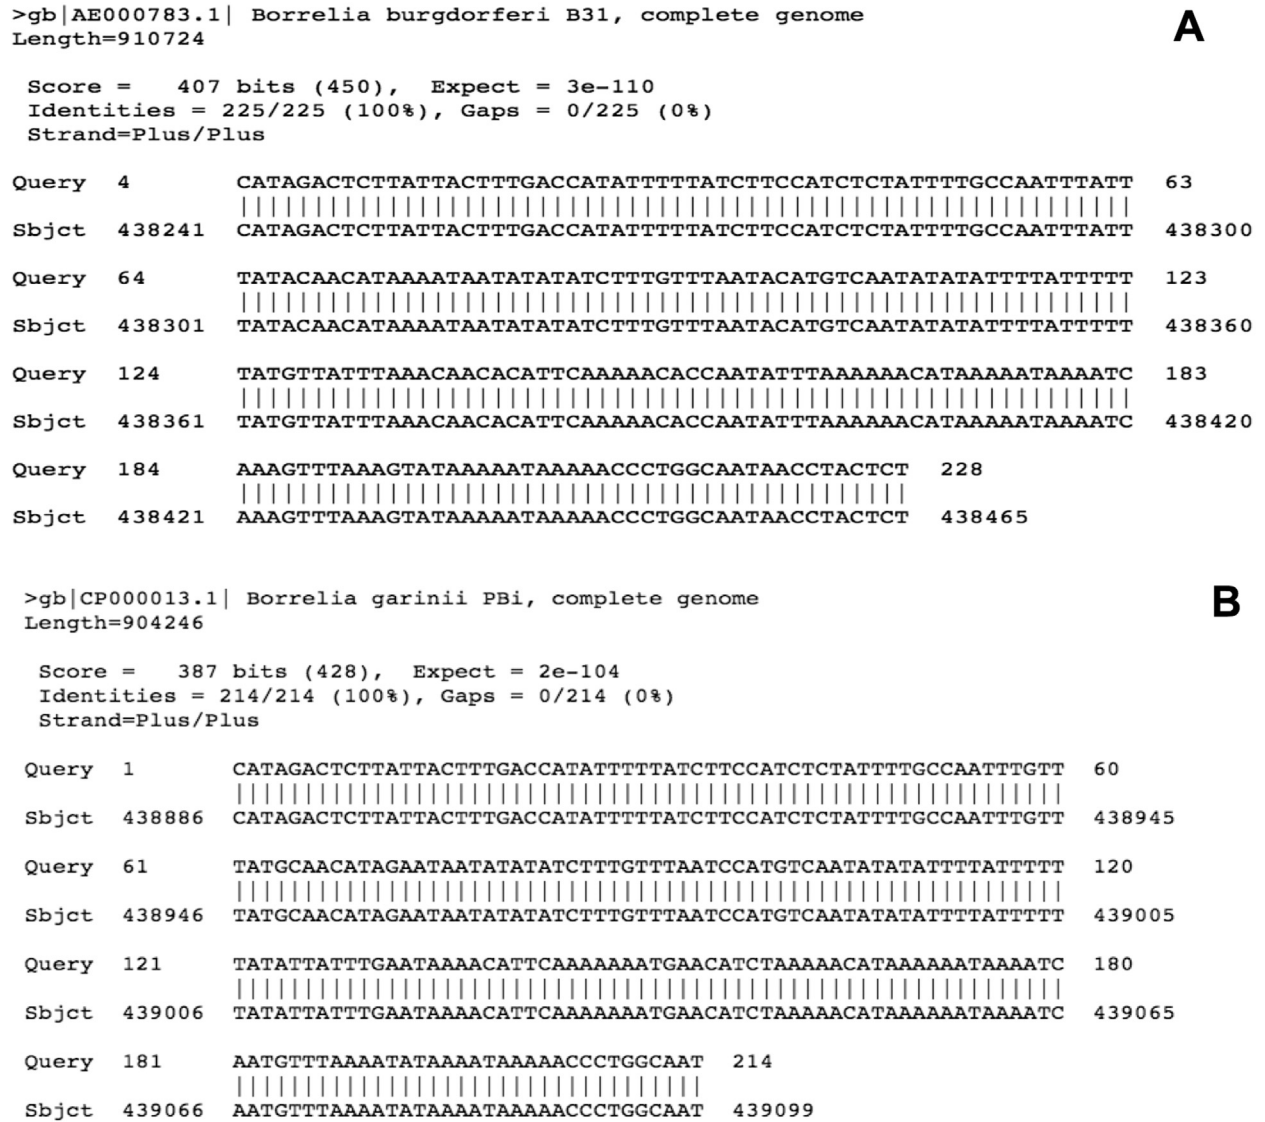 >gb|AE000783.1| Borrelia burgdorferi B31, complete genome
A
Length=910724
Score = 407 bits (450), Expect = 3e-110
Identities = 225/225 (100%), Gaps = 0/225 (0%)
Strand=Plus/Plus
Query 4 CATAGACTCTTATTACTTTGACCATATTTTTATCTTCCATCTCTATTTTGCCAATTTATT 63
Sbjct 438241 CATAGACTCTTATTACTTTGACCATATTTTTATCTTCCATCTCTATTTTGCCAATTTATT 438300
Query 64 TATACAACATAAAATAATATATATCTTTGTTTAATACATGTCAATATATATTTTATTTTT 123
Sbjct 438301 TATACAACATAAAATAATATATATCTTTGTTTAATACATGTCAATATATATTTTATTTTT 438360
Query 124 TATGTTATTTAAACAACACATTCAAAAACACCAATATTTAAAAAACATAAAAATAAAATC 183
Sbjct 438361 TATGTTATTTAAACAACACATTCAAAAACACCAATATTTAAAAAACATAAAAATAAAATC 438420
Query 184 AAAGTTTAAAGTATAAAAATAAAAACCCTGGCAATAACCTACTCT 228
Sbjct 438421 AAAGTTTAAAGTATAAAAATAAAAACCCTGGCAATAACCTACTCT 438465
>gb|CP000013.1| Borrelia garinii PBi, complete genome
B
Length=904246
Score = 387 bits (428), Expect = 2e-104
Identities = 214/214 (100%), Gaps = 0/214 (0%)
Strand=Plus/Plus
Query 1 CATAGACTCTTATTACTTTGACCATATTTTTATCTTCCATCTCTATTTTGCCAATTTGTT 60
Sbjct 438886 CATAGACTCTTATTACTTTGACCATATTTTTATCTTCCATCTCTATTTTGCCAATTTGTT 438945
Query 61 TATGCAACATAGAATAATATATATCTTTGTTTAATCCATGTCAATATATATTTTATTTTT 120
Sbjct 438946 TATGCAACATAGAATAATATATATCTTTGTTTAATCCATGTCAATATATATTTTATTTTT 439005
Query 121 TATATTATTTGAATAAAACATTCAAAAAAATGAACATCTAAAAACATAAAAAATAAAATC 180
Sbjct 439006 TATATTATTTGAATAAAACATTCAAAAAAATGAACATCTAAAAACATAAAAAATAAAATC 439065
Query 181 AATGTTTAAAATATAAAATAAAAACCCTGGCAAT 214
Sbjct 439066 AATGTTTAAAATATAAAATAAAAACCCTGGCAAT 439099